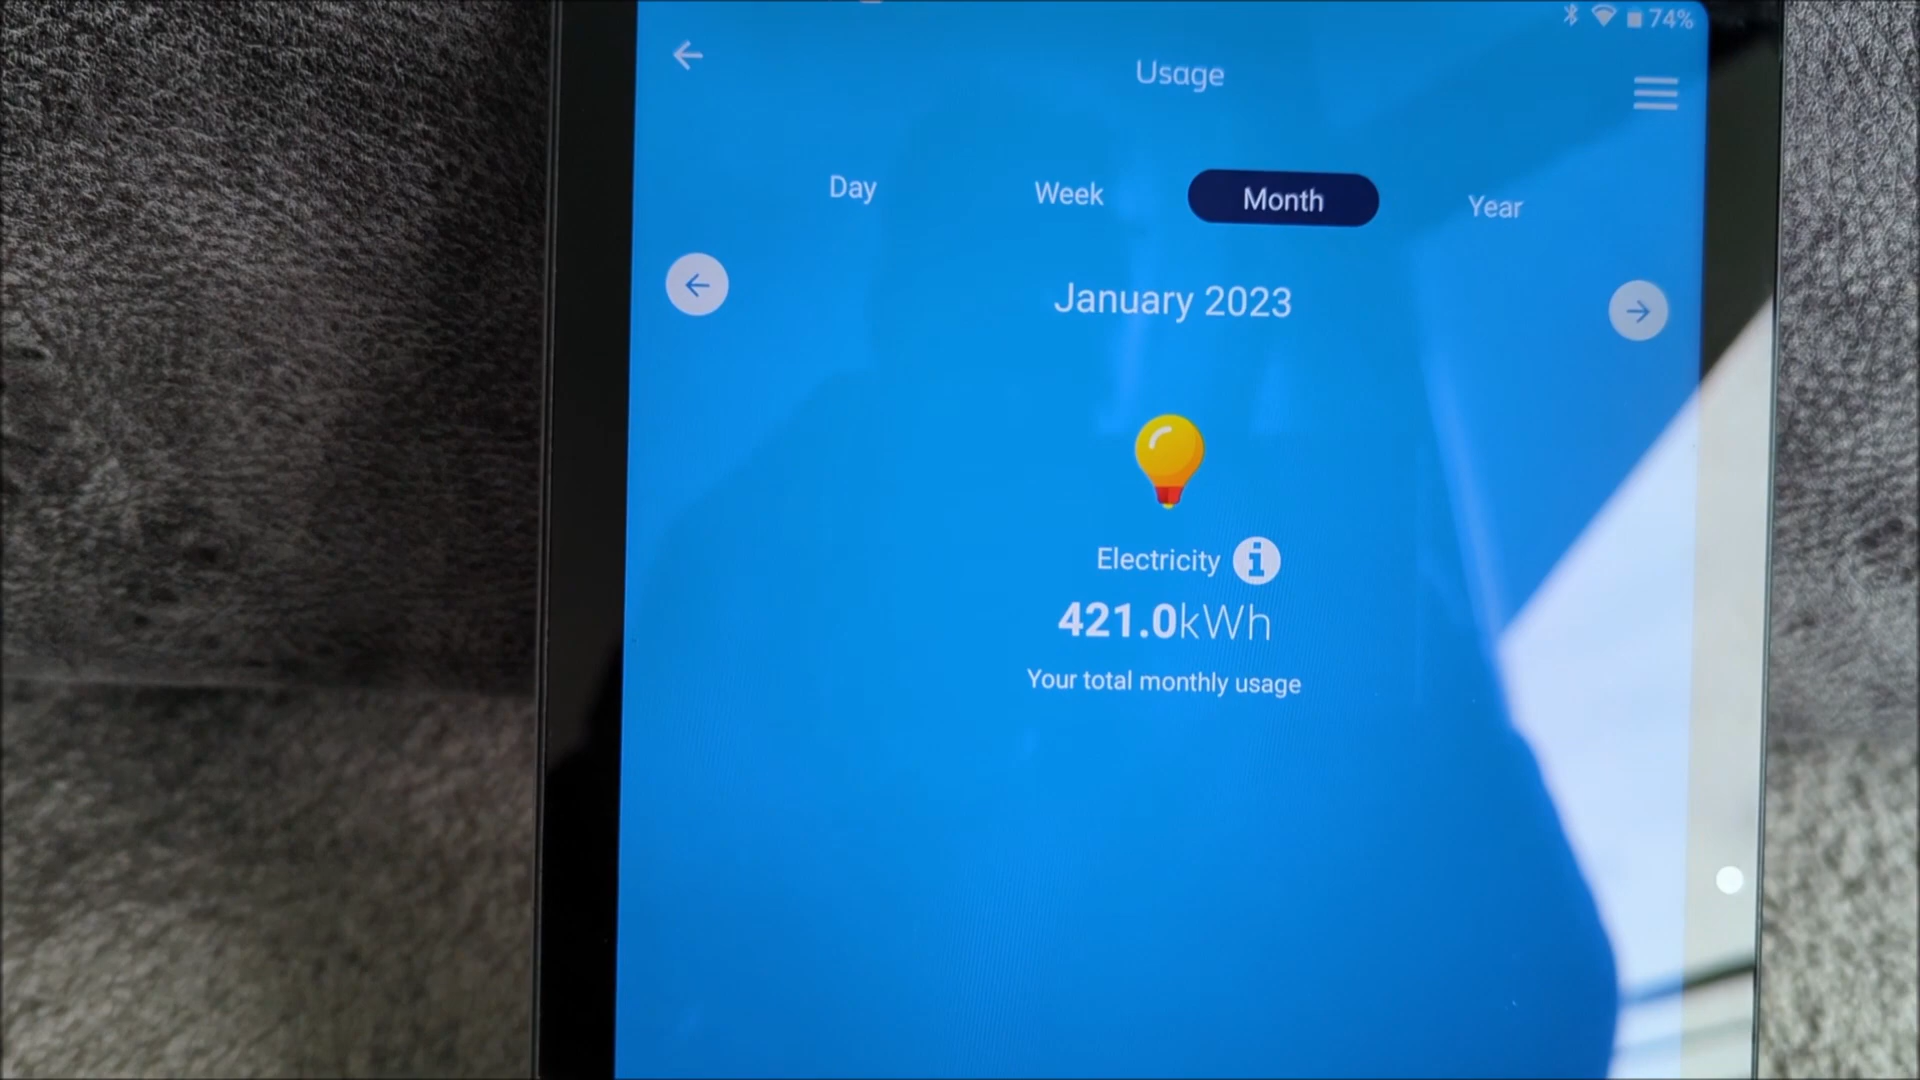 74%
Usage
Day Week Month Year
January 2023
Electricity i
421.0kWh
Your total monthly usage